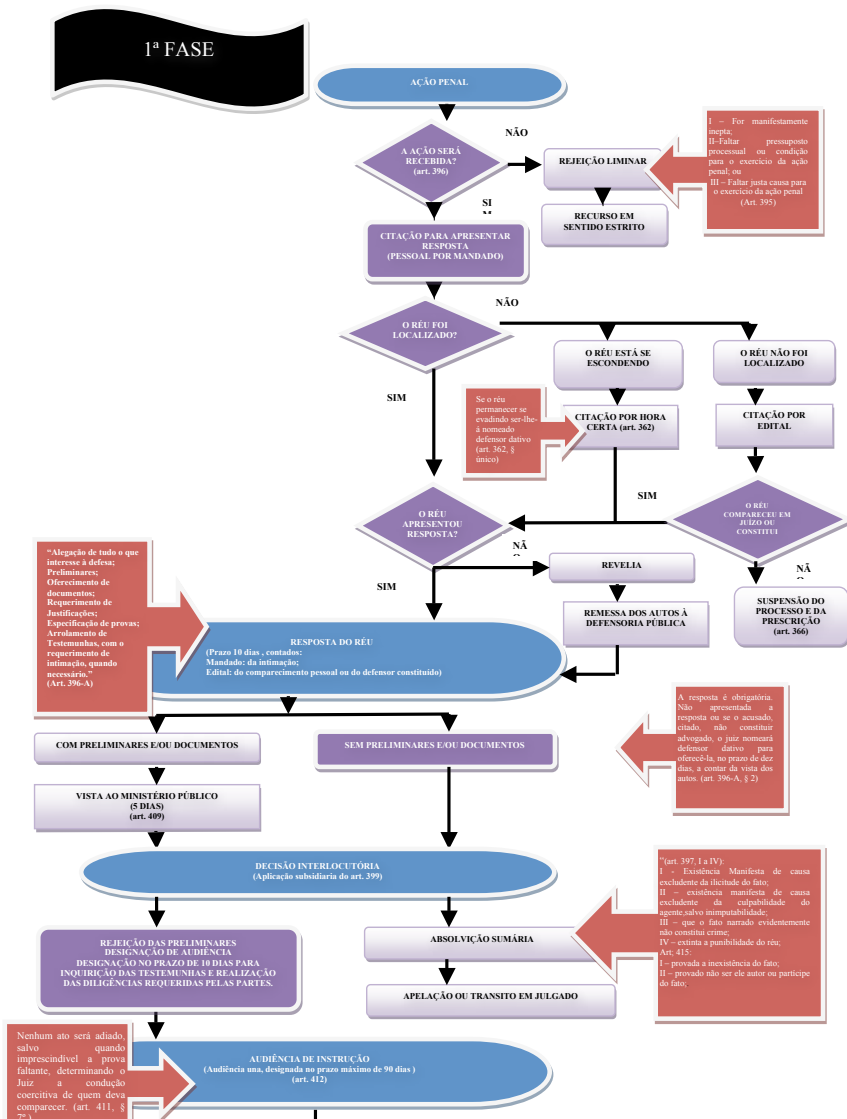 1ª FASE
AÇÃO PENAL
NÃO
A AÇÃO SERÁ
RECEBIDA?
(art. 396)
REJEIÇÃO LIMINAR
I – For manifestamente
inepta;
II–Faltar pressuposto
processual ou condição
para o exercício da ação
penal; ou
III – Faltar justa causa para
o exercício da ação penal
(Art. 395)
SI
RECURSO EM
SENTIDO ESTRITO
CITAÇÃO PARA APRESENTAR
RESPOSTA
(PESSOAL POR MANDADO)
NÃO
O RÉU FOI
LOCALIZADO?
O RÉU ESTÁ SE
ESCONDENDO
O RÉU NÃO FOI
LOCALIZADO
SIM
Se o réu
permanecer se
evadindo ser-lhe-
á nomeado
defensor dativo
(art. 362, §
único)
CITAÇÃO POR HORA
CERTA (art. 362)
CITAÇÃO POR
EDITAL
SIM
O RÉU
APRESENTOU
RESPOSTA?
O RÉU
COMPARECEU EM
JUÍZO OU
CONSTITUI
NÃ
REVELIA
NÃ
SIM
"Alegação de tudo o que
interesse à defesa;
Preliminares;
Oferecimento de
documentos;
Requerimento de
Justificações;
Especificação de provas;
Arrolamento de
Testemunhas, com o
requerimento de
intimação, quando
necessário."
(Art. 396-A)
REMESSA DOS AUTOS À
DEFENSORIA PÚBLICA
SUSPENSÃO DO
PROCESSO E DA
PRESCRIÇÃO
(art. 366)
RESPOSTA DO RÉU
(Prazo 10 dias , contados:
Mandado: da intimação;
Edital: do comparecimento pessoal ou do defensor constituído)
COM PRELIMINARES E/OU DOCUMENTOS
SEM PRELIMINARES E/OU DOCUMENTOS
A resposta é obrigatória.
Não apresentada a
resposta ou se o acusado,
citado, não constituir
advogado, o juiz nomeará
defensor dativo para
oferecê-la, no prazo de dez
dias, a contar da vista dos
autos. (art. 396-A, § 2)
VISTA AO MINISTÉRIO PÚBLICO
(5 DIAS)
(art. 409)
DECISÃO INTERLOCUTÓRIA
(Aplicação subsidiaria do art. 399)
"(art. 397, I a IV):
I - Existência Manifesta de causa
excludente da ilicitude do fato;
II – existência manifesta de causa
excludente da culpabilidade do
agente,salvo inimputabilidade;
III – que o fato narrado evidentemente
não constitui crime;
IV – extinta a punibilidade do réu;
Art; 415:
I – provada a inexistência do fato;
II – provado não ser ele autor ou partícipe
do fato;
REJEIÇÃO DAS PRELIMINARES
DESIGNAÇÃO DE AUDIÊNCIA
DESIGNAÇÃO NO PRAZO DE 10 DIAS PARA
INQUIRIÇÃO DAS TESTEMUNHAS E REALIZAÇÃO
DAS DILIGÊNCIAS REQUERIDAS PELAS PARTES.
ABSOLVIÇÃO SUMÁRIA
APELAÇÃO OU TRANSITO EM JULGADO
Nenhum ato será adiado,
salvo quando
imprescindível a prova
faltante, determinando o
Juiz a condução
coercitiva de quem deva
comparecer. (art. 411, §
7º.)
AUDIÊNCIA DE INSTRUÇÃO
(Audiência una, designada no prazo máximo de 90 dias )
(art. 412)